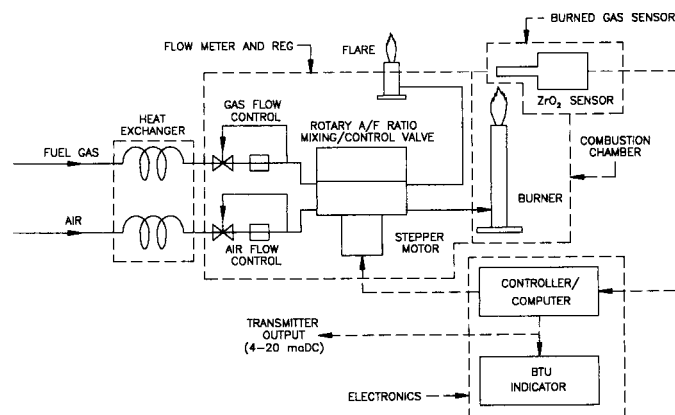 BURNED GAS SENSOR
FLOW METER AND REG
FLARE
ZrO₂ SENSOR
HEAT
EXCHANGER
GAS FLOW
CONTROL
ROTARY A/F RATIO
MIXING/CONTROL VALVE
COMBUSTION
CHAMBER
FUEL GAS
BURNER
AIR
AIR FLOW
CONTROL
STEPPER
MOTOR
CONTROLLER/
COMPUTER
TRANSMITTER
OUTPUT
(4-20 maDC)
BTU
INDICATOR
ELECTRONICS